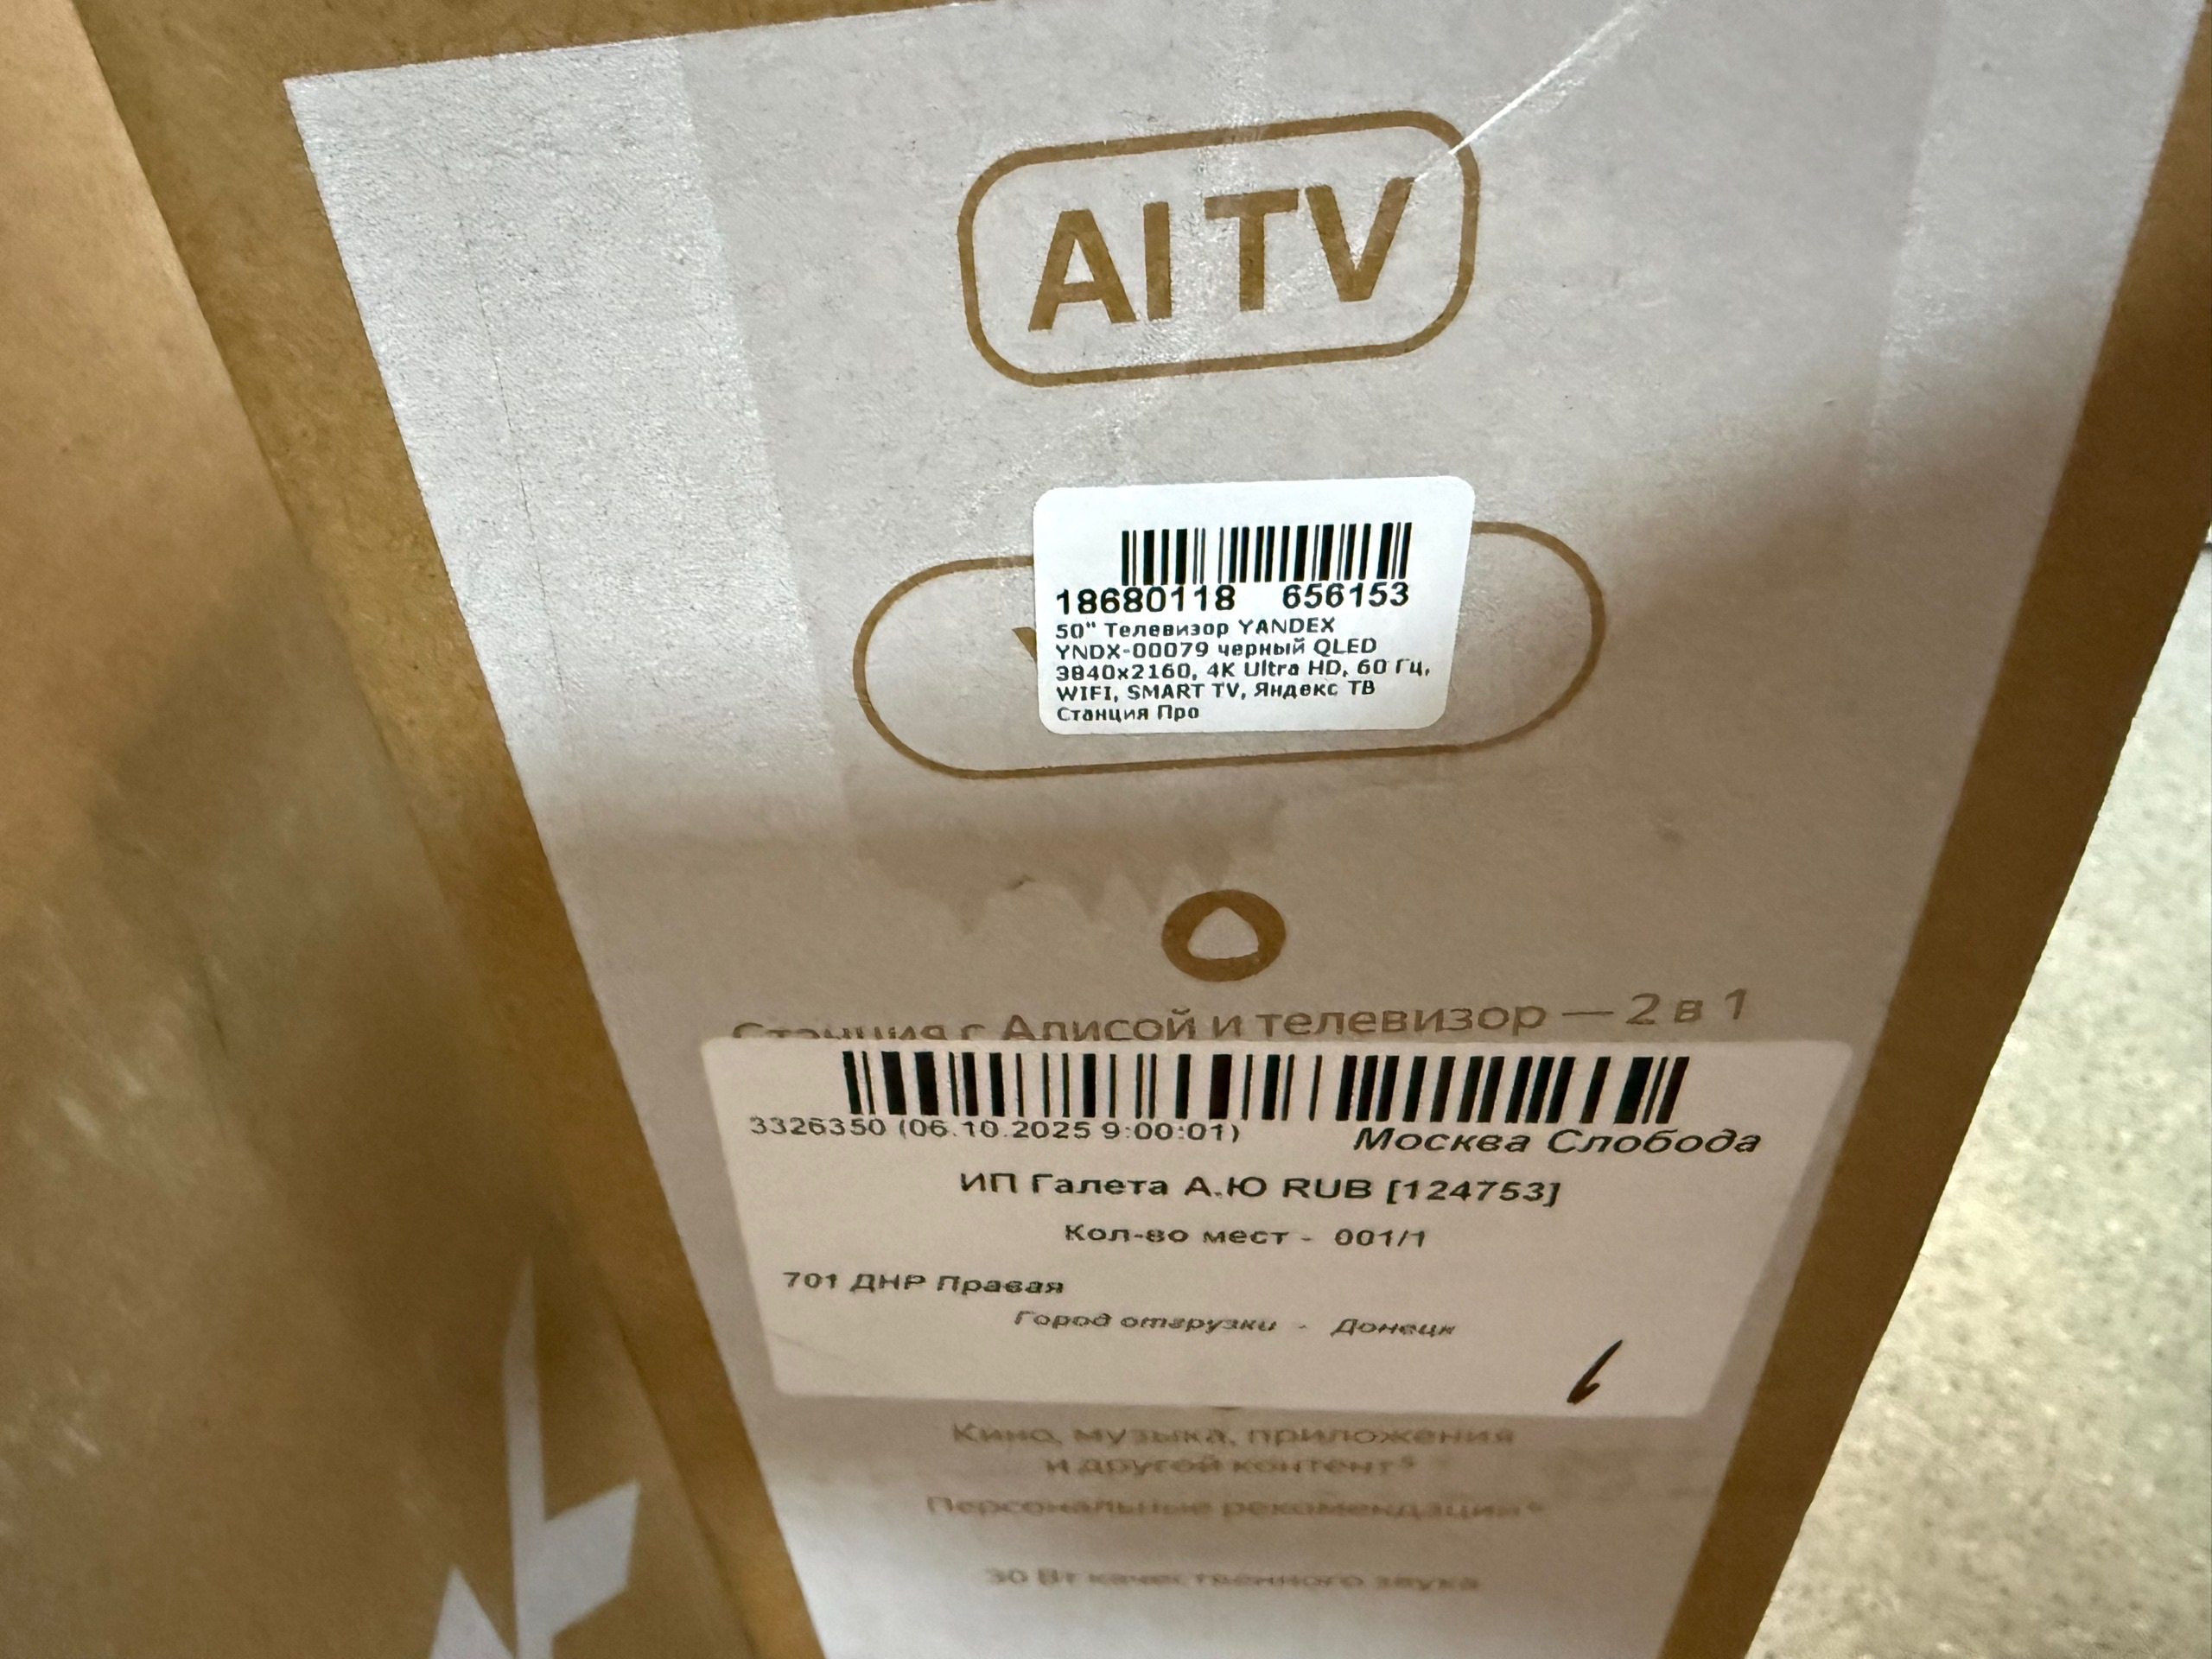 AI TV
18680118 656153
50" Телевизор YANDEX
YNDX-00079 черный QLED
3840x2160, 4K Ultra HD, 60 Гц,
WIFI, SMART TV, Яндекс ТВ
Станция Про
Станция с Алисой и телевизор — 2 в 1
3326350 (06.10.2025 9:00:01)
Москва Слобода
ИП Галета А.Ю RUB [124753]
Кол-во мест - 001/1
701 ДНР Правая
Город отгрузки - Донецк
Кино, музыка, приложения
и другой контент⁵
Персональные рекомендации⁶
30 Вт качественного звука